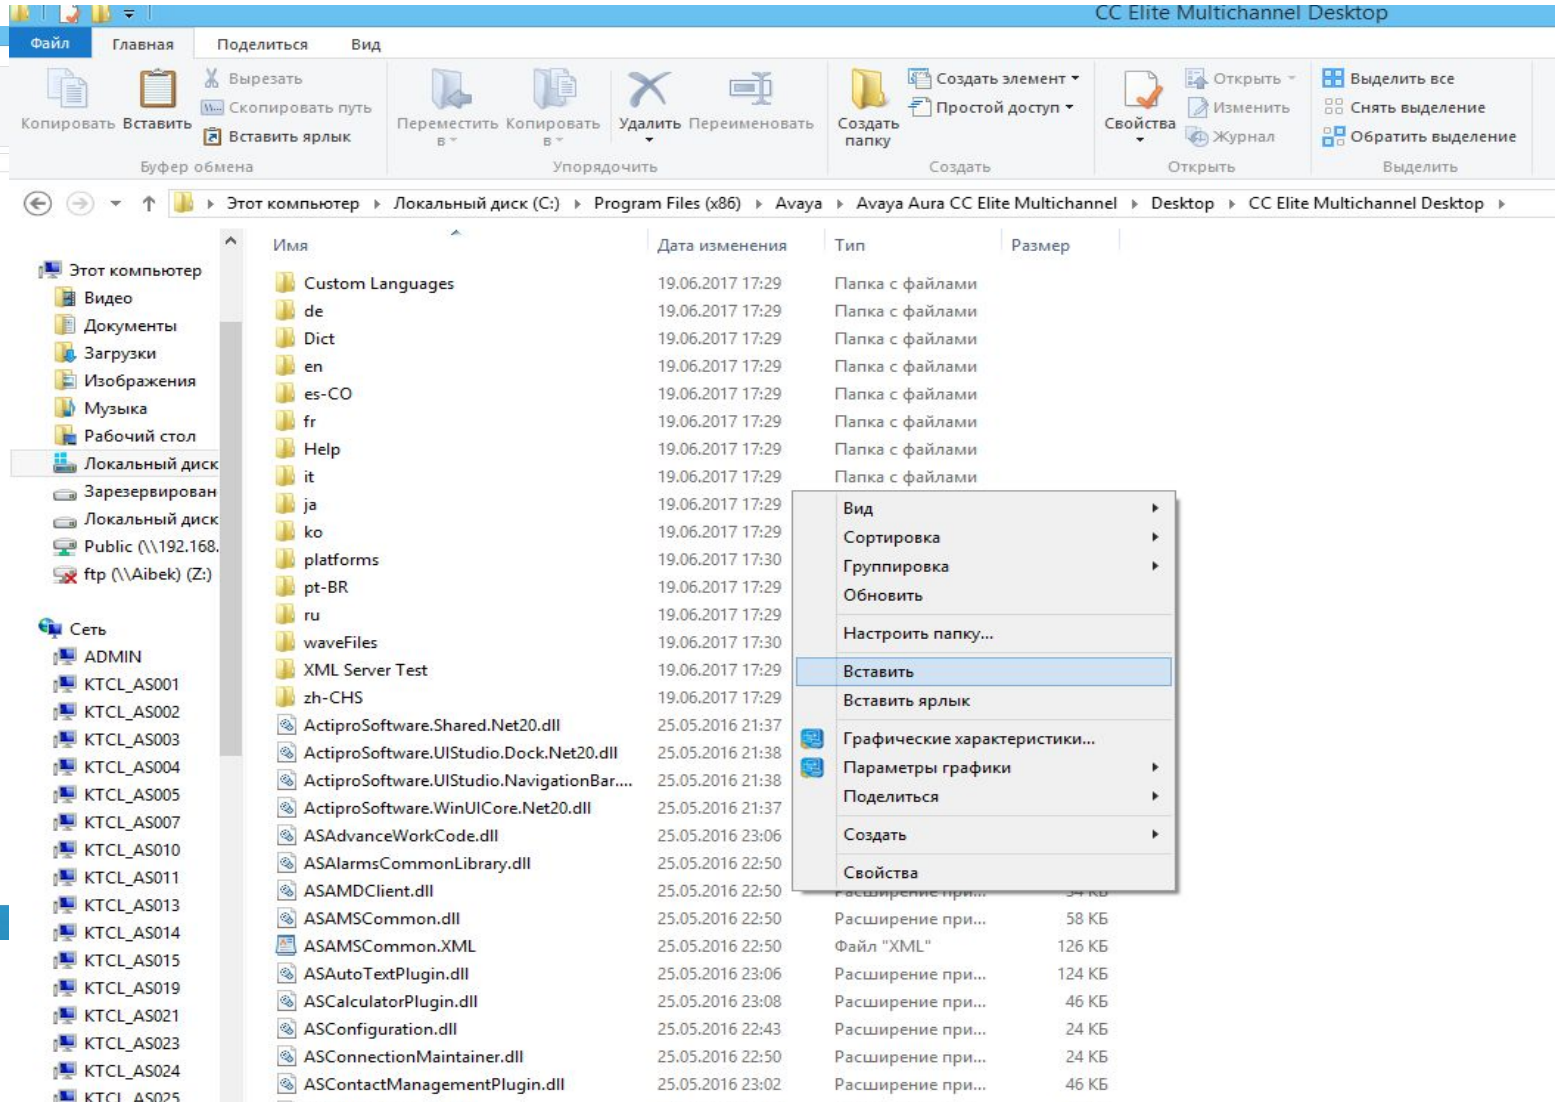 CC Elite Multichannel Desktop
Файл Главная Поделиться Вид
Копировать Вставить Вырезать Скопировать путь Вставить ярлык
Буфер обмена
Переместить в Копировать в Удалить Переименовать
Упорядочить
Создать папку Создать элемент Простой доступ
Создать
Свойства Открыть Изменить Журнал
Открыть
Выделить все Снять выделение Обратить выделение
Выделить
Этот компьютер Локальный диск (C:) Program Files (x86) Avaya Avaya Aura CC Elite Multichannel Desktop CC Elite Multichannel Desktop
Этот компьютер
Видео
Документы
Загрузки
Изображения
Музыка
Рабочий стол
Локальный диск
Зарезервирован
Локальный диск
Public (\\192.168.
ftp (\\Aibek) (Z:)
Сеть
ADMIN
KTCL_AS001
KTCL_AS002
KTCL_AS003
KTCL_AS004
KTCL_AS005
KTCL_AS007
KTCL_AS010
KTCL_AS011
KTCL_AS013
KTCL_AS014
KTCL_AS015
KTCL_AS019
KTCL_AS021
KTCL_AS023
KTCL_AS024
KTCL_AS025
Имя Дата изменения Тип Размер
Custom Languages 19.06.2017 17:29 Папка с файлами
de 19.06.2017 17:29 Папка с файлами
Dict 19.06.2017 17:29 Папка с файлами
en 19.06.2017 17:29 Папка с файлами
es-CO 19.06.2017 17:29 Папка с файлами
fr 19.06.2017 17:29 Папка с файлами
Help 19.06.2017 17:29 Папка с файлами
it 19.06.2017 17:29 Папка с файлами
ja 19.06.2017 17:29
ko 19.06.2017 17:29
platforms 19.06.2017 17:30
pt-BR 19.06.2017 17:29
ru 19.06.2017 17:29
waveFiles 19.06.2017 17:30
XML Server Test 19.06.2017 17:29
zh-CHS 19.06.2017 17:29
ActiproSoftware.Shared.Net20.dll 25.05.2016 21:37
ActiproSoftware.UIStudio.Dock.Net20.dll 25.05.2016 21:38
ActiproSoftware.UIStudio.NavigationBar.... 25.05.2016 21:38
ActiproSoftware.WinUICore.Net20.dll 25.05.2016 21:37
ASAdvanceWorkCode.dll 25.05.2016 23:06
ASAlarmsCommonLibrary.dll 25.05.2016 22:50
ASAMDClient.dll 25.05.2016 22:50
ASAMSCommon.dll 25.05.2016 22:50 Расширение при... 58 КБ
ASAMSCommon.XML 25.05.2016 22:50 Файл "XML" 126 КБ
ASAutoTextPlugin.dll 25.05.2016 23:06 Расширение при... 124 КБ
ASCalculatorPlugin.dll 25.05.2016 23:08 Расширение при... 46 КБ
ASConfiguration.dll 25.05.2016 22:43 Расширение при... 24 КБ
ASConnectionMaintainer.dll 25.05.2016 22:50 Расширение при... 24 КБ
ASContactManagementPlugin.dll 25.05.2016 23:02 Расширение при... 46 КБ
Вид
Сортировка
Группировка
Обновить
Настроить папку...
Вставить
Вставить ярлык
Графические характеристики...
Параметры графики
Поделиться
Создать
Свойства